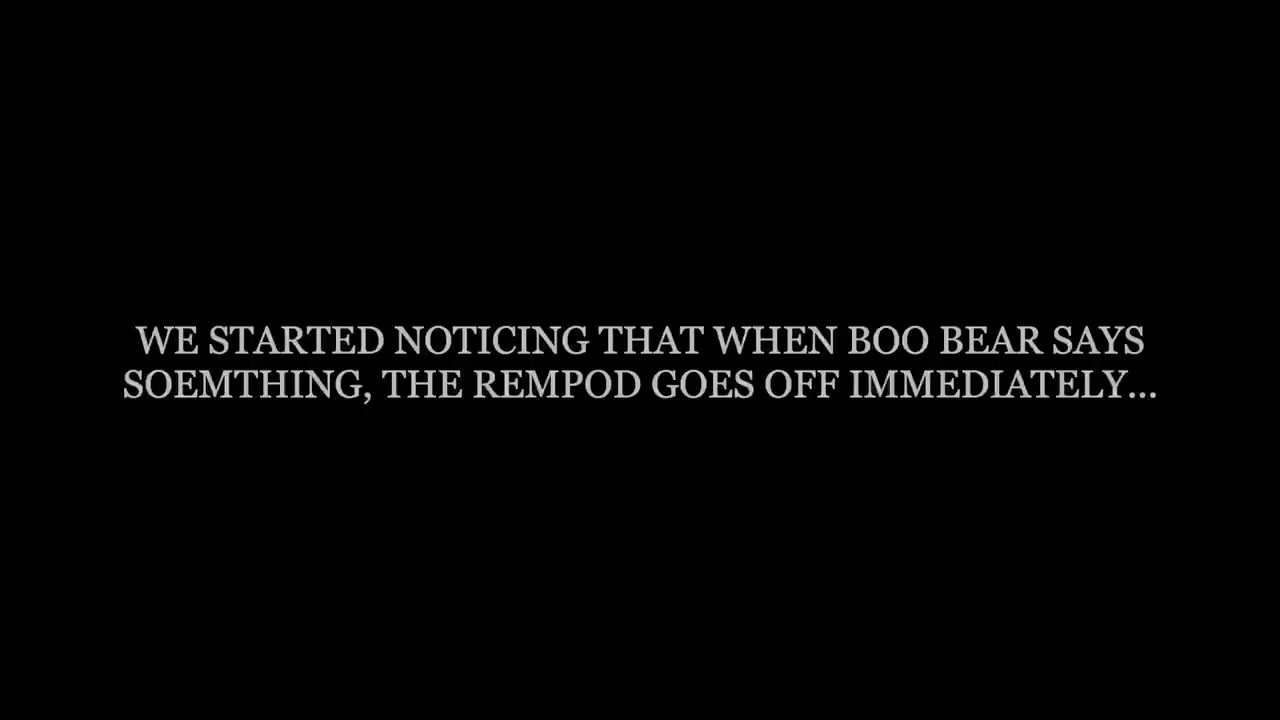 WE STARTED NOTICING THAT WHEN BOO BEAR SAYS
SOEMTHING, THE REMPOD GOES OFF IMMEDIATELY...